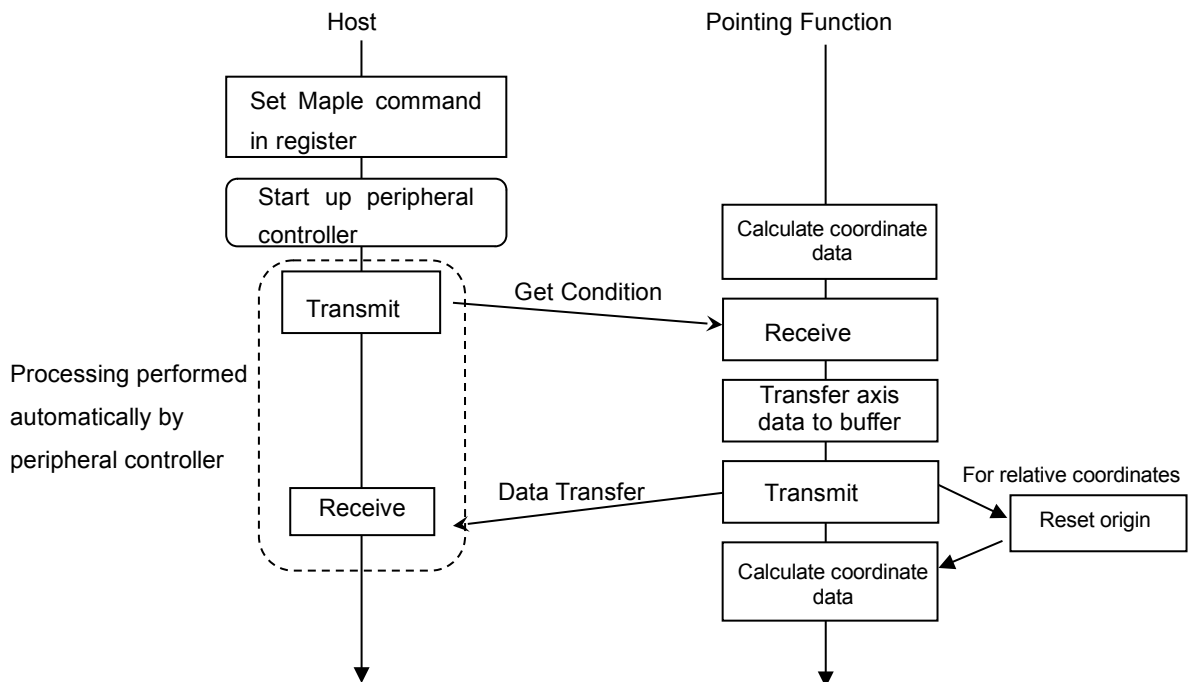 Host
Pointing Function
Set Maple command
in register
Start up peripheral
controller
Calculate coordinate
data
Transmit
Get Condition
Receive
Processing performed
automatically by
peripheral controller
Transfer axis
data to buffer
Receive
Data Transfer
Transmit
For relative coordinates
Reset origin
Calculate coordinate
data